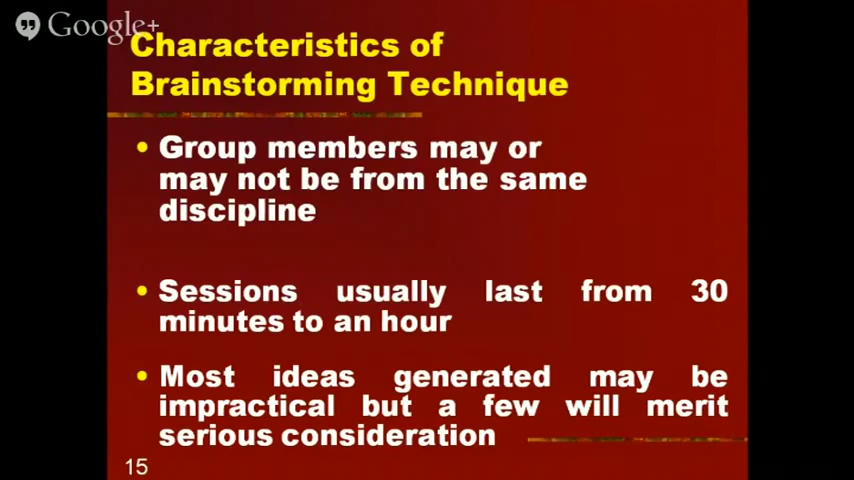 Google+
Characteristics of
Brainstorming Technique
• Group members may or
may not be from the same
discipline
• Sessions usually last from 30
minutes to an hour
• Most ideas generated may be
impractical but a few will merit
serious consideration
15